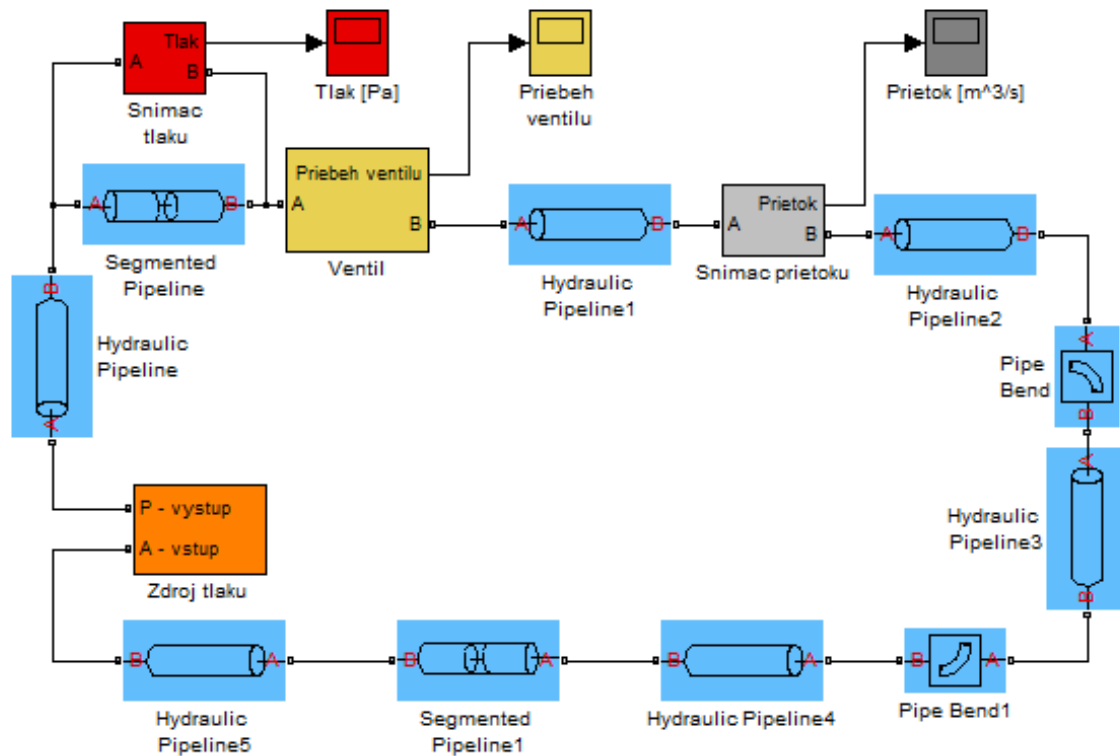 Tlak
A
B
Snimac
tlaku
Tlak [Pa]
Priebeh
ventilu
Prietok [m^3/s]
A
B
Segmented
Pipeline
Priebeh ventilu
A
B
Ventil
A
B
Hydraulic
Pipeline1
Prietok
A
B
Snimac prietoku
A
B
Hydraulic
Pipeline2
B
A
Hydraulic
Pipeline
A
B
Pipe
Bend
A
B
Hydraulic
Pipeline3
P - vystup
A - vstup
Zdroj tlaku
B
A
Hydraulic
Pipeline5
B
A
Segmented
Pipeline1
B
A
Hydraulic Pipeline4
B
A
Pipe Bend1